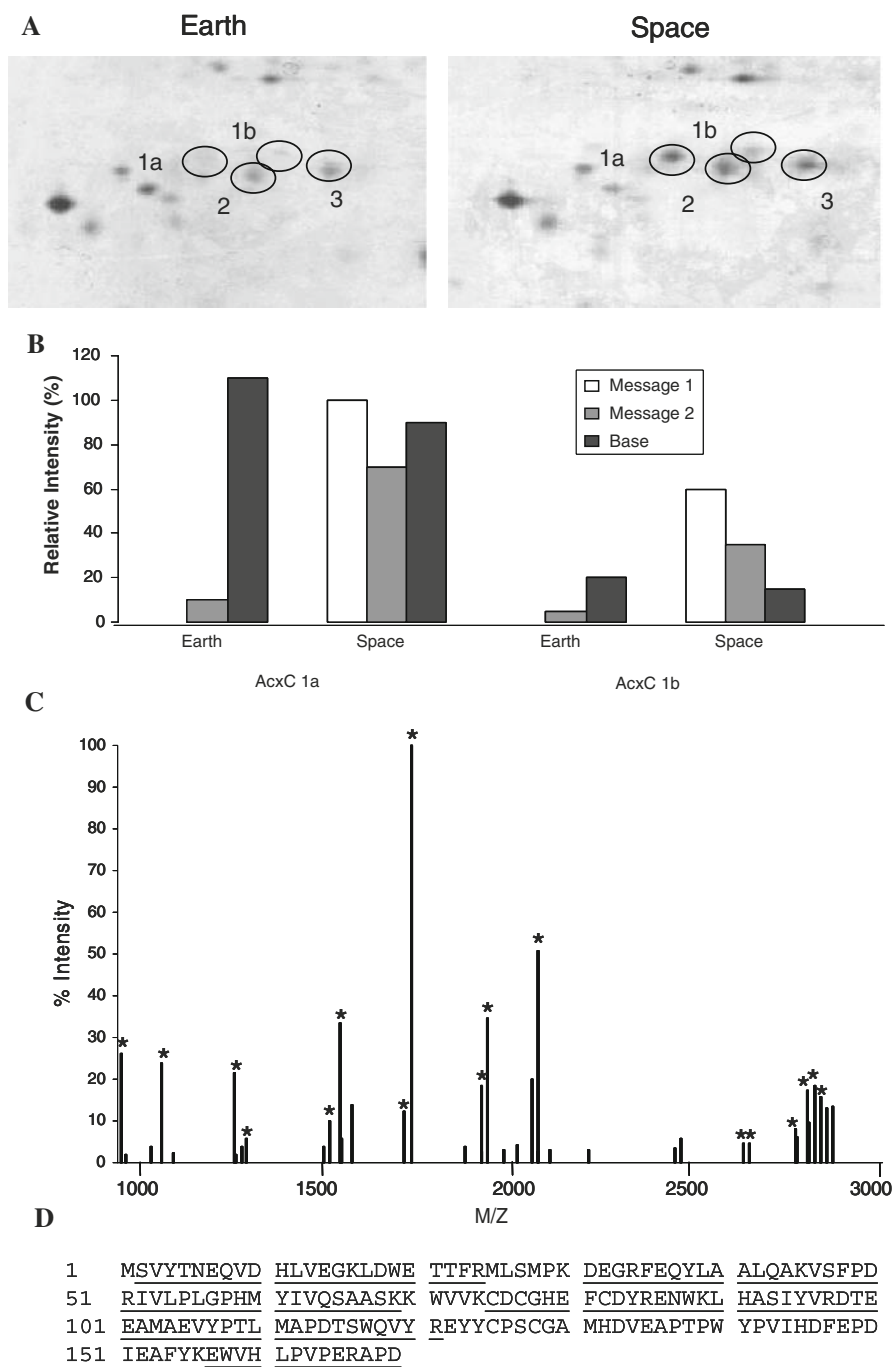 A
Earth
Space
1b
1a
2
3
1b
1a
2
3
B
Relative Intensity (%)
120
100
80
60
40
20
0
Message 1
Message 2
Base
Earth
Space
Earth
Space
AcxC 1a
AcxC 1b
C
% Intensity
100
90
80
70
60
50
40
30
20
10
0
* * * * * * * * * * * * ** * * * *
1000 1500 2000 2500 3000
M/Z
D
1 MSVYTNEQVD HLVEGKLDWE TTFRMLSMPK DEGRFEQYLA ALQAKVSFPD
51 RIVLPLGPHM YIVQSAASKK WVVKCDCGHE FCDYRENWKL HASIYVRDTE
101 EAMAEVYPTL MAPDTSWQVY REYYCPSCGA MHDVEAPTPW YPVIHDFEPD
151 IEAFYKEWVH LPVPERAPD